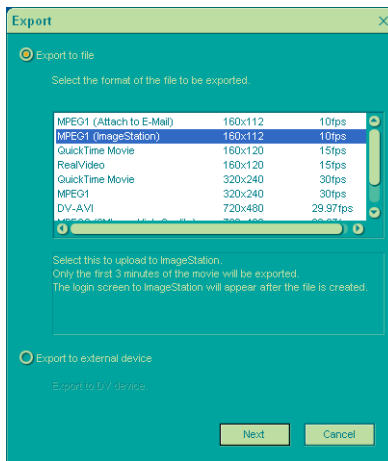 Export
Export to file
Select the format of the file to be exported.
MPEG1 (Attach to E-Mail) 160x112 10fps
MPEG1 (ImageStation) 160x112 10fps
QuickTime Movie 160x120 15fps
RealVideo 160x120 15fps
QuickTime Movie 320x240 30fps
MPEG1 320x240 30fps
DV-AVI 720x480 29.97fps
Select this to upload to ImageStation.
Only the first 3 minutes of the movie will be exported.
The login screen to ImageStation will appear after the file is created.
Export to external device
Export to DV device.
Next Cancel